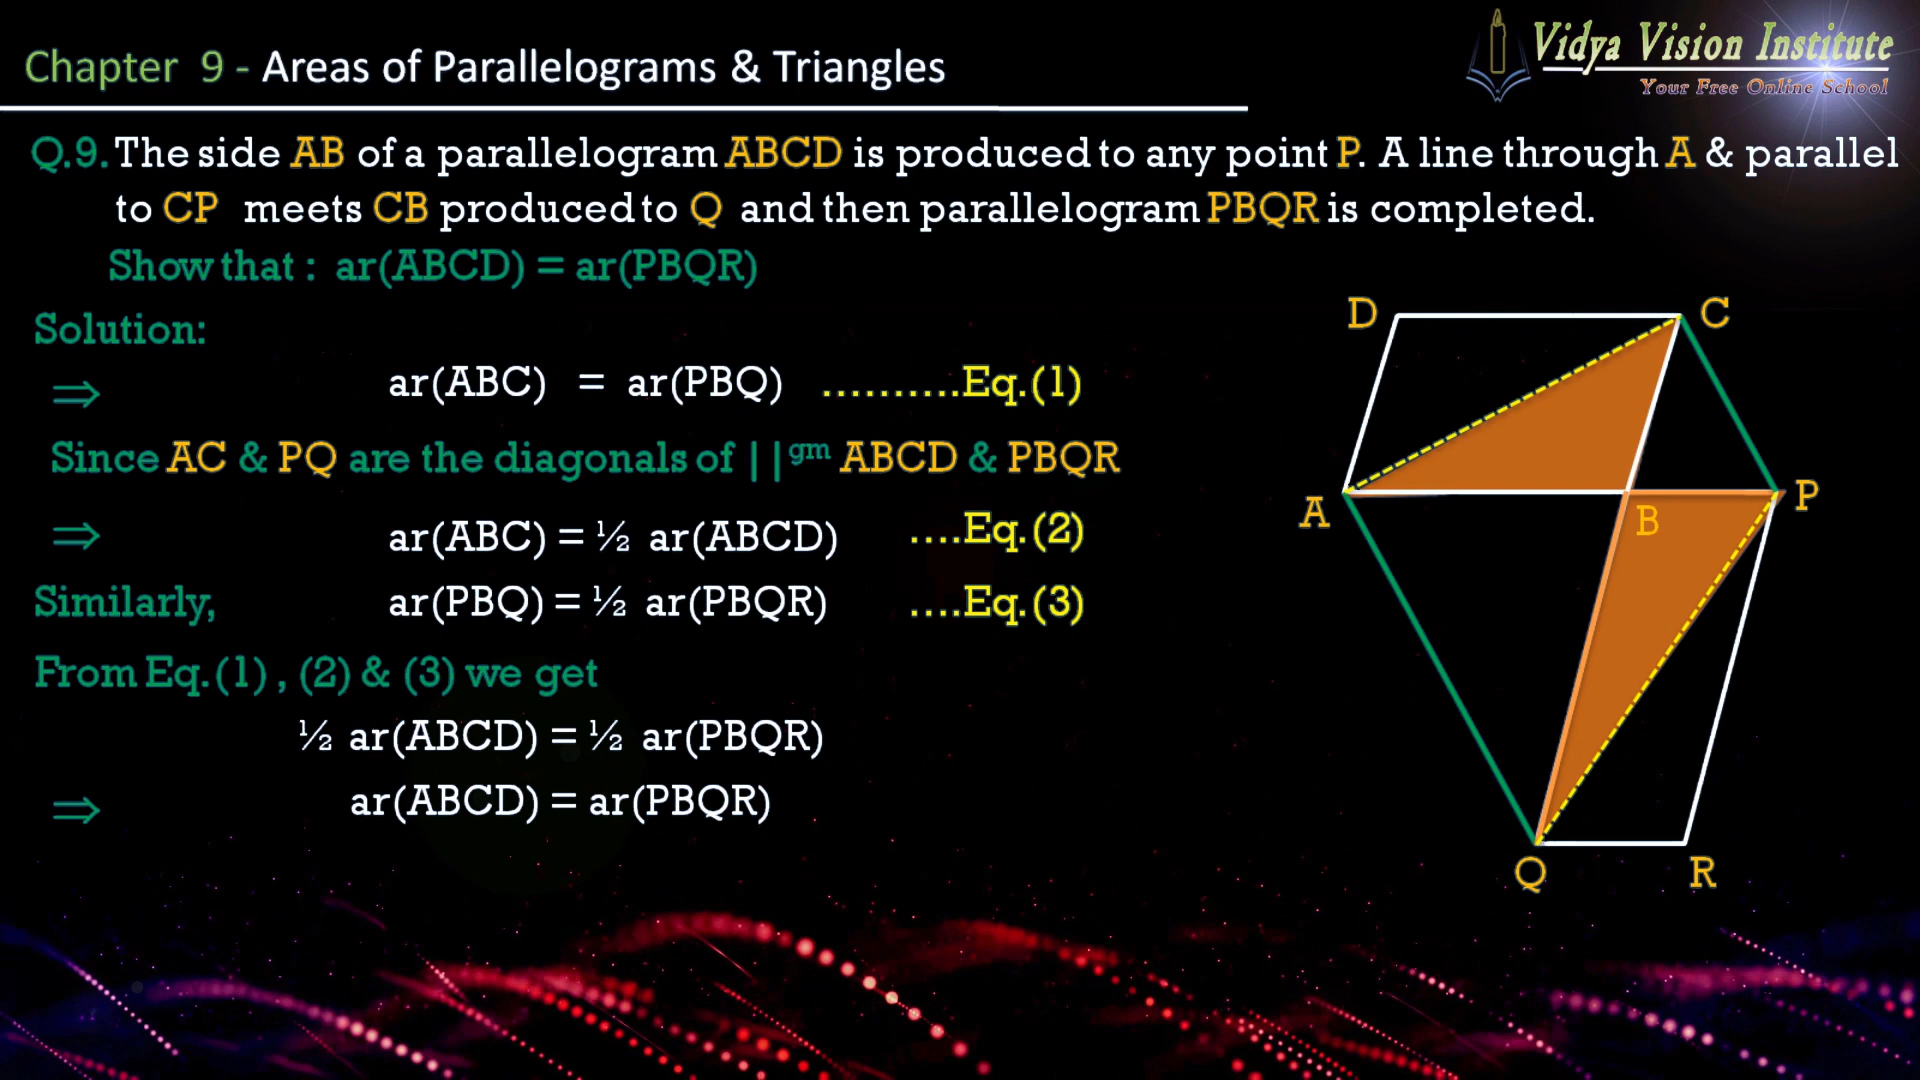 Chapter 9 - Areas of Parallelograms & Triangles
Vidya Vision Institute
Your Free Online School
Q.9. The side AB of a parallelogram ABCD is produced to any point P. A line through A & parallel
to CP meets CB produced to Q and then parallelogram PBQR is completed.
Show that : ar(ABCD) = ar(PBQR)
Solution:
⇒ ar(ABC) = ar(PBQ) ..........Eq.(1)
Since AC & PQ are the diagonals of ||gm ABCD & PBQR
⇒ ar(ABC) = ½ ar(ABCD) ....Eq.(2)
Similarly, ar(PBQ) = ½ ar(PBQR) ....Eq.(3)
From Eq.(1) , (2) & (3) we get
½ ar(ABCD) = ½ ar(PBQR)
⇒ ar(ABCD) = ar(PBQR)
D C
A B P
Q R